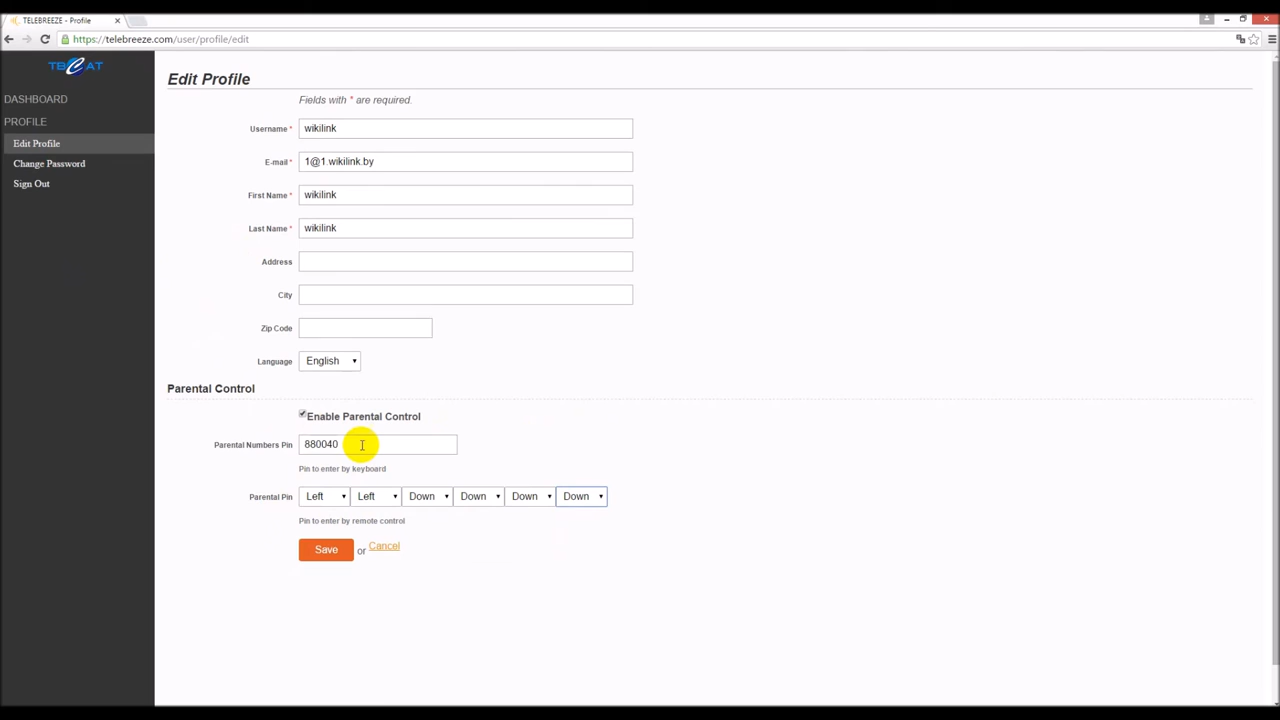 TELEBREEZE - Profile
https://telebreeze.com/user/profile/edit
DASHBOARD
PROFILE
Edit Profile
Change Password
Sign Out
Edit Profile
Fields with * are required.
Username * wikilink
E-mail * 1@1.wikilink.by
First Name * wikilink
Last Name * wikilink
Address
City
Zip Code
Language English
Parental Control
Enable Parental Control
Parental Numbers Pin 880040
Pin to enter by keyboard
Parental Pin Left Left Down Down Down Down
Pin to enter by remote control
Save or Cancel